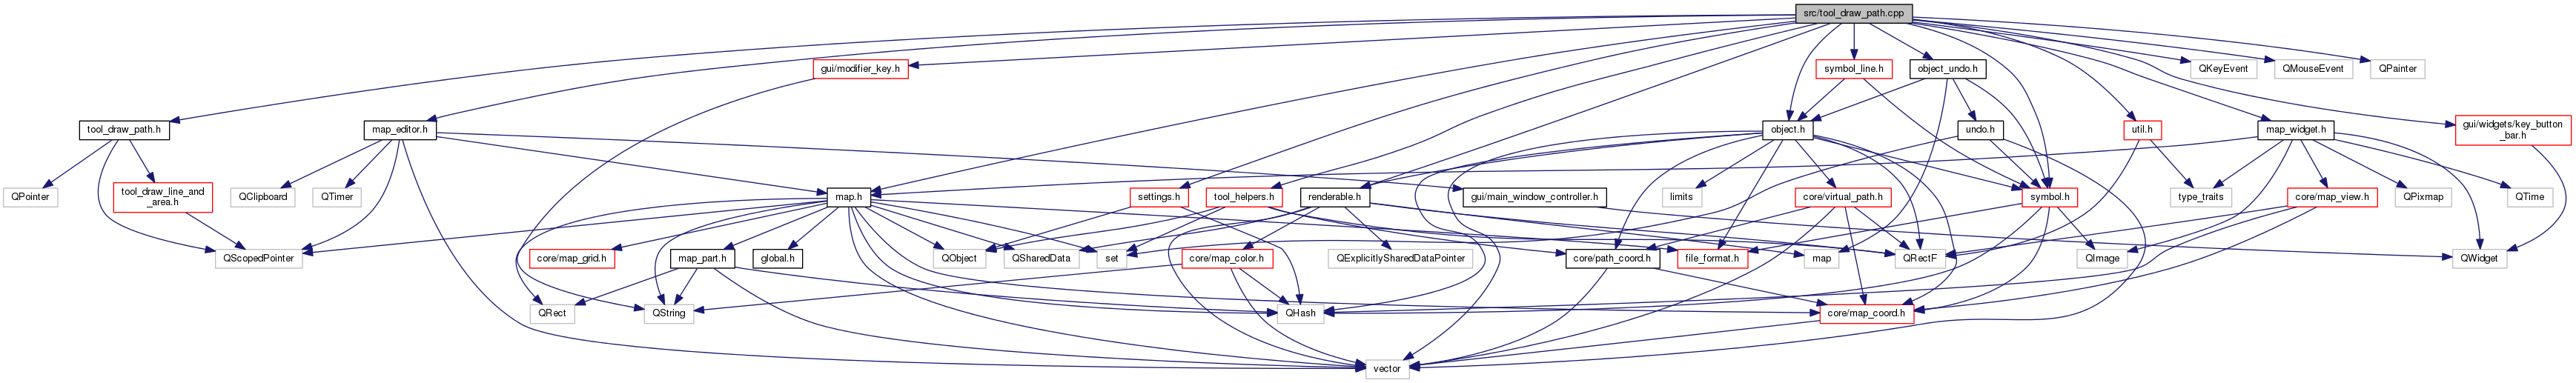 src/tool_draw_path.cpp
gui/modifier_key.h
symbol_line.h
object_undo.h
QKeyEvent
QMouseEvent
QPainter
tool_draw_path.h
map_editor.h
object.h
undo.h
util.h
map_widget.h
gui/widgets/key_button
_bar.h
QPointer
tool_draw_line_and
_area.h
QClipboard
QTimer
map.h
gui/main_window_controller.h
settings.h
tool_helpers.h
renderable.h
limits
core/virtual_path.h
symbol.h
type_traits
core/map_view.h
QPixmap
QTime
QScopedPointer
core/map_grid.h
map_part.h
global.h
QObject
QSharedData
set
core/map_color.h
QExplicitlySharedDataPointer
map
core/path_coord.h
file_format.h
QRectF
QImage
QWidget
QRect
QString
QHash
core/map_coord.h
vector